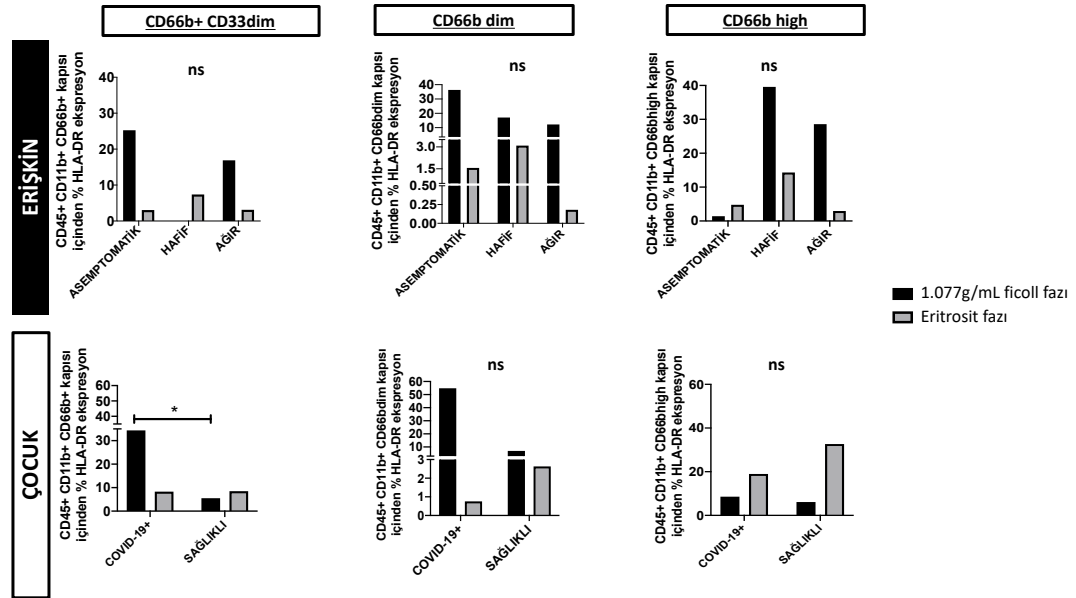 CD66b+ CD33dim
CD66b dim
CD66b high
ERİŞKİN
CD45+ CD11b+ CD66b+ kapısı
içinden % HLA-DR ekspresyon
ns
40
30
20
10
0
ASEMPTOMATİK
HAFİF
AĞIR
CD45+ CD11b+ CD66bdim kapısı
içinden % HLA-DR ekspresyon
ns
40
30
20
10
3.0
1.5
0.50
0.25
0.00
ASEMPTOMATİK
HAFİF
AĞIR
CD45+ CD11b+ CD66bhigh kapısı
içinden % HLA-DR ekspresyon
ns
40
30
20
10
0
ASEMPTOMATİK
HAFİF
AĞIR
1.077g/mL ficoll fazı
Eritrosit fazı
ÇOCUK
CD45+ CD11b+ CD66b+ kapısı
içinden % HLA-DR ekspresyon
60
50
40
30
20
10
0
*
COVID-19+
SAĞLIKLI
CD45+ CD11b+ CD66bdim kapısı
içinden % HLA-DR ekspresyon
ns
60
50
40
30
20
10
3
2
1
0
COVID-19+
SAĞLIKLI
CD45+ CD11b+ CD66bhigh kapısı
içinden % HLA-DR ekspresyon
ns
60
40
20
0
COVID-19+
SAĞLIKLI